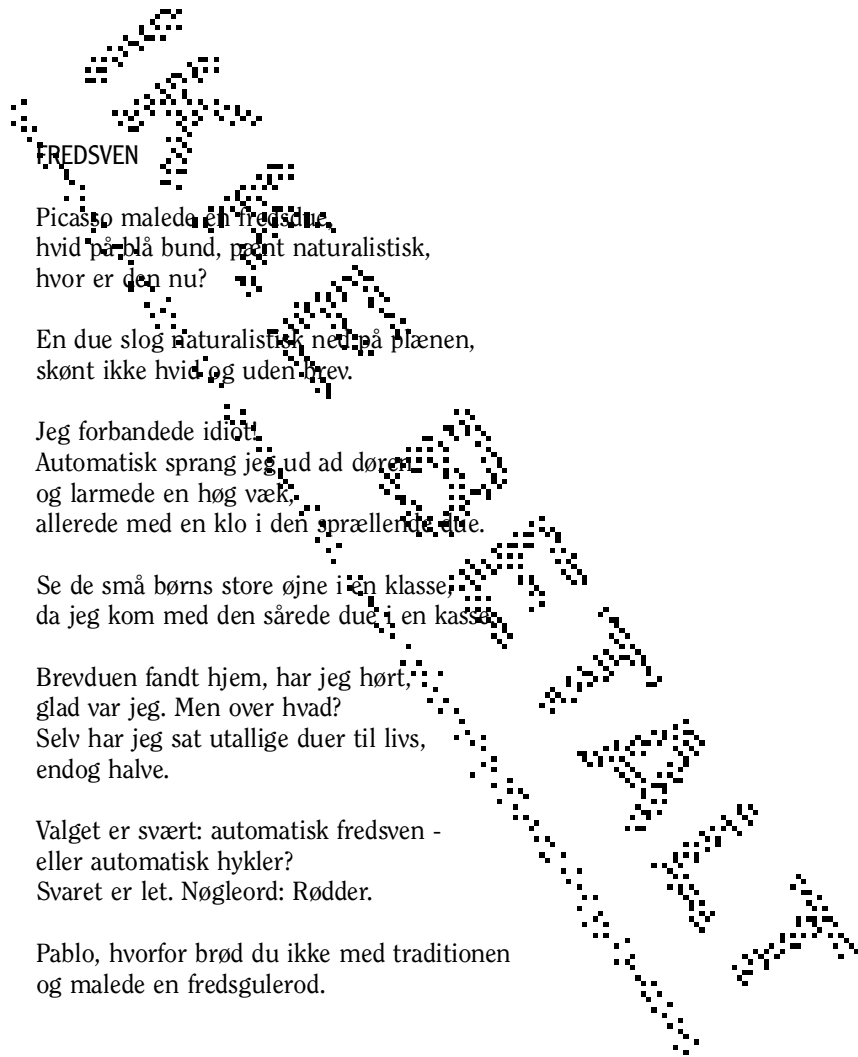 IKKE BETALT
FREDSVEN
Picasso malede en fredsdue,
hvid på blå bund, pænt naturalistisk,
hvor er den nu?
En due slog naturalistisk ned på plænen,
skønt ikke hvid og uden brev.
Jeg forbandede idiot!
Automatisk sprang jeg ud ad døren
og larmede en høg væk,
allerede med en klo i den sprællende due.
Se de små børns store øjne i en klasse,
da jeg kom med den sårede due i en kasse.
Brevduen fandt hjem, har jeg hørt,
glad var jeg. Men over hvad?
Selv har jeg sat utallige duer til livs,
endog halve.
Valget er svært: automatisk fredsven -
eller automatisk hykler?
Svaret er let. Nøgleord: Rødder.
Pablo, hvorfor brød du ikke med traditionen
og malede en fredsgulerod.